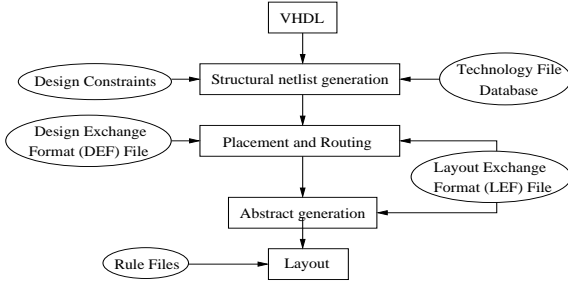 VHDL
Design Constraints
Structural netlist generation
Technology File
Database
Design Exchange
Format (DEF) File
Placement and Routing
Layout Exchange
Format (LEF) File
Abstract generation
Rule Files
Layout